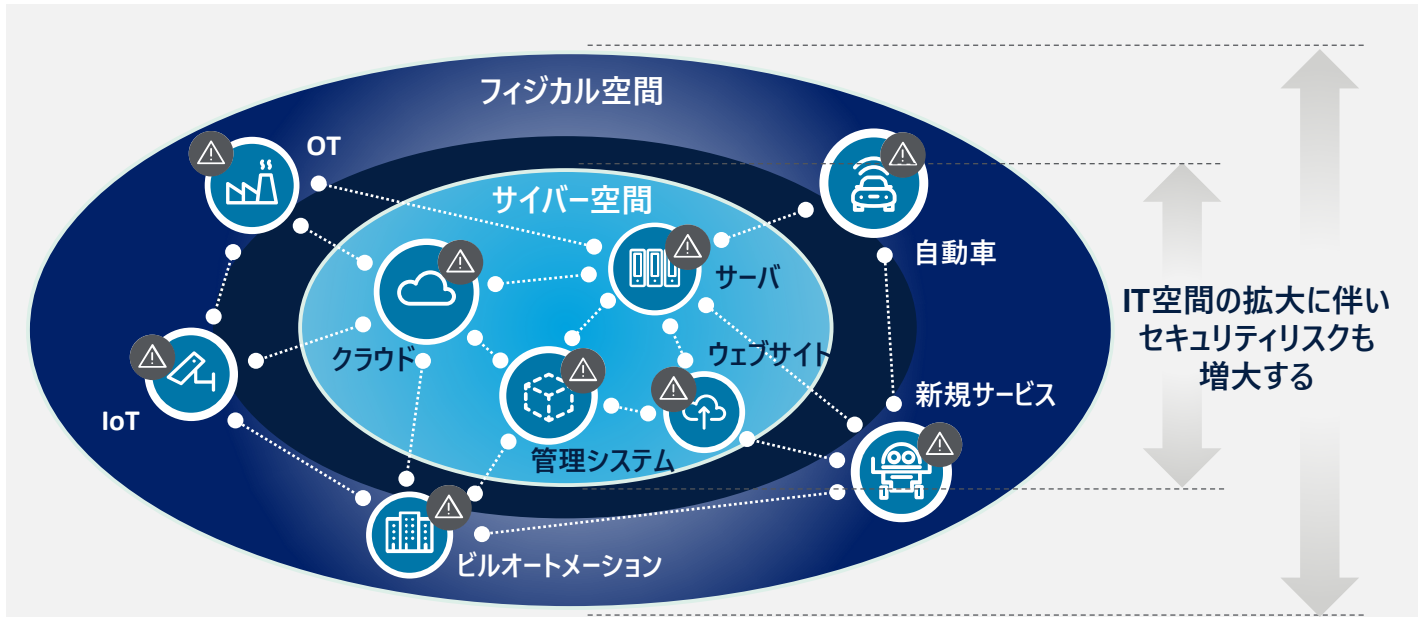 フィジカル空間
OT
サイバー空間
サーバ
自動車
クラウド
ウェブサイト
IoT
管理システム
新規サービス
ビルオートメーション
IT空間の拡大に伴い
セキュリティリスクも
増大する